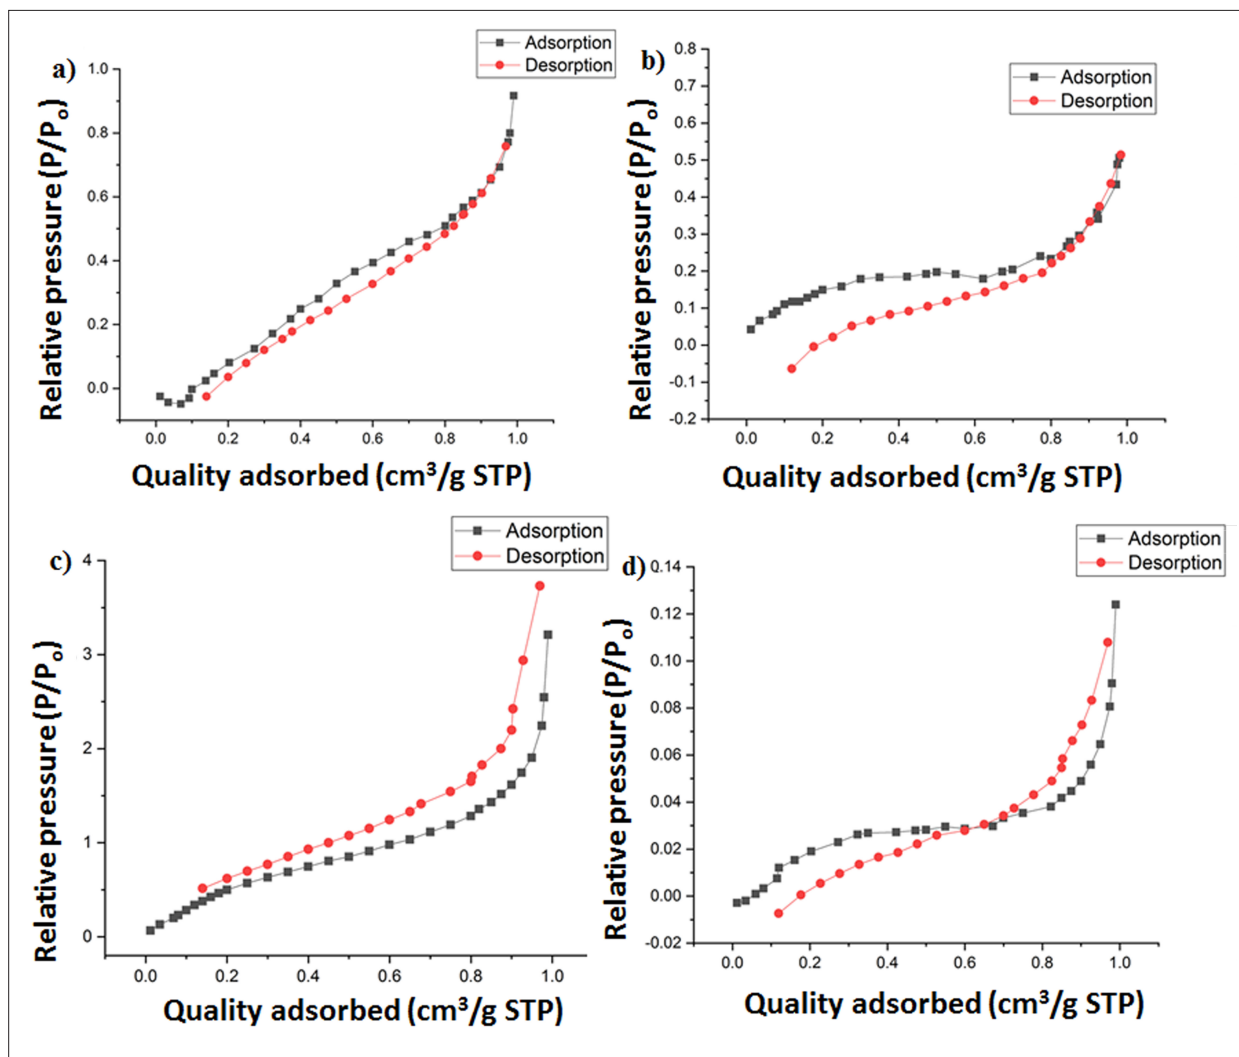 a)
Adsorption
Desorption
Relative pressure (P/Po)
1.0
0.8
0.6
0.4
0.2
0.0
0.0 0.2 0.4 0.6 0.8 1.0
Quality adsorbed (cm³/g STP)
b)
Adsorption
Desorption
Relative pressure (P/Po)
0.8
0.7
0.6
0.5
0.4
0.3
0.2
0.1
0.0
-0.1
-0.2
0.0 0.2 0.4 0.6 0.8 1.0
Quality adsorbed (cm³/g STP)
c)
Adsorption
Desorption
Relative pressure (P/Po)
4
3
2
1
0
0.0 0.2 0.4 0.6 0.8 1.0
Quality adsorbed (cm³/g STP)
d)
Adsorption
Desorption
Relative pressure (P/Po)
0.14
0.12
0.10
0.08
0.06
0.04
0.02
0.00
-0.02
0.0 0.2 0.4 0.6 0.8 1.0
Quality adsorbed (cm³/g STP)